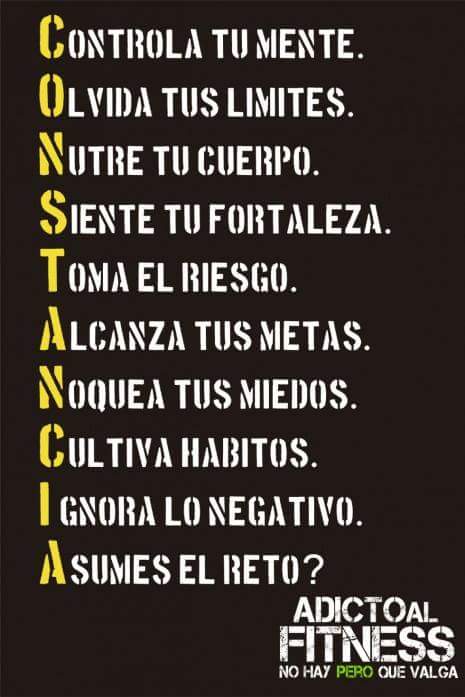 CONTROLA TU MENTE.
OLVIDA TUS LIMITES.
NUTRE TU CUERPO.
SIENTE TU FORTALEZA.
TOMA EL RIESGO.
ALCANZA TUS METAS.
NOQUEA TUS MIEDOS.
CULTIVA HABITOS.
IGNORA LO NEGATIVO.
ASUMES EL RETO?
ADICTO AL
FITNESS
NO HAY PERO QUE VALGA